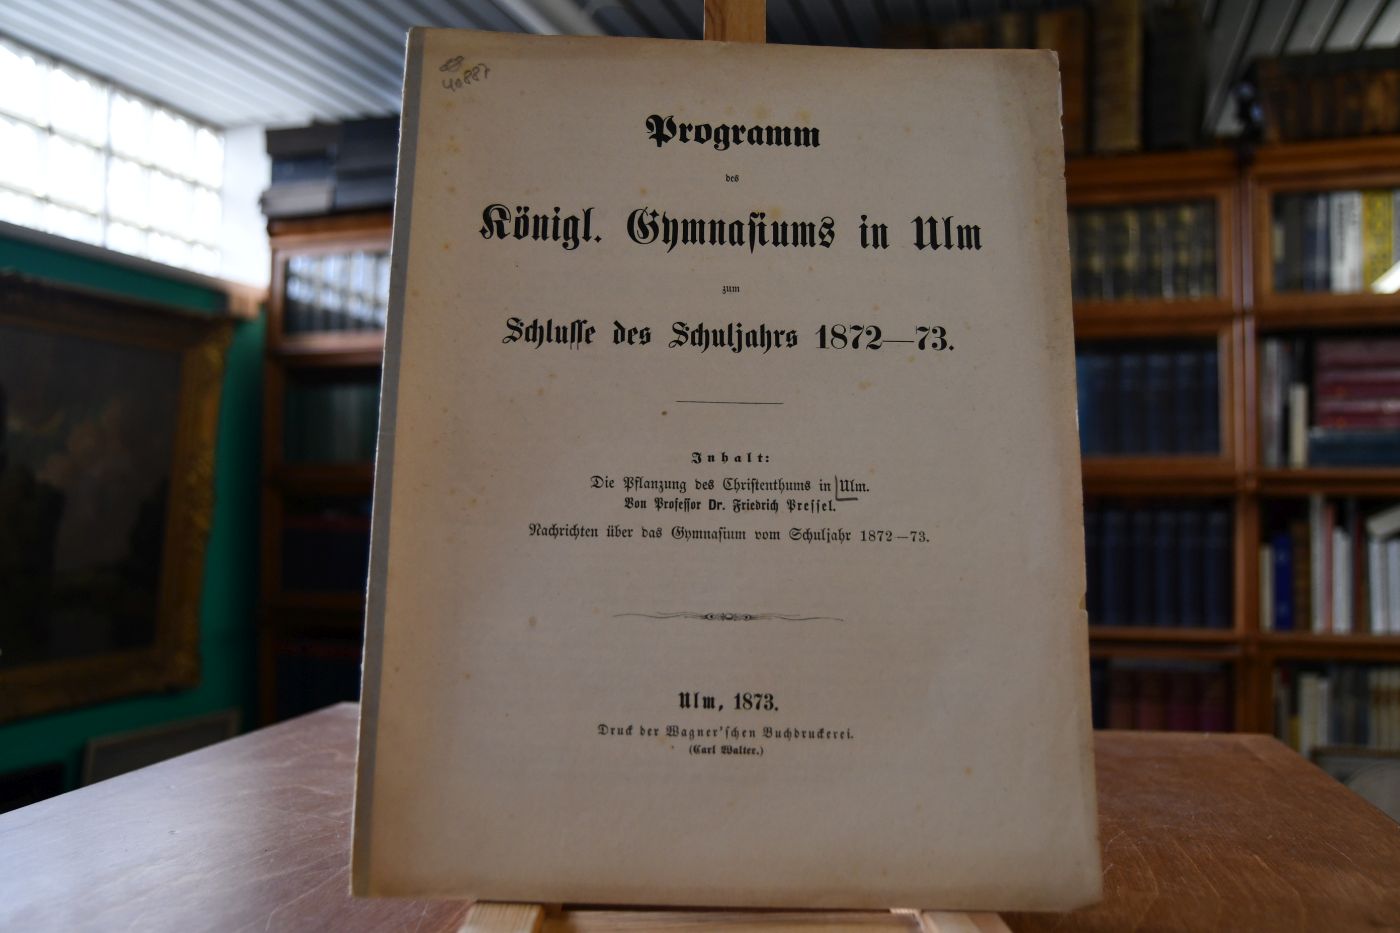 40887
Programm
des
Königl. Gymnasiums in Ulm
zum
Schlusse des Schuljahrs 1872—73.
Inhalt:
Die Pflanzung des Christenthums in Ulm.
Von Professor Dr. Friedrich Pressel.
Nachrichten über das Gymnasium vom Schuljahr 1872—73.
Ulm, 1873.
Druck der Wagner'schen Buchdruckerei.
(Carl Walter.)